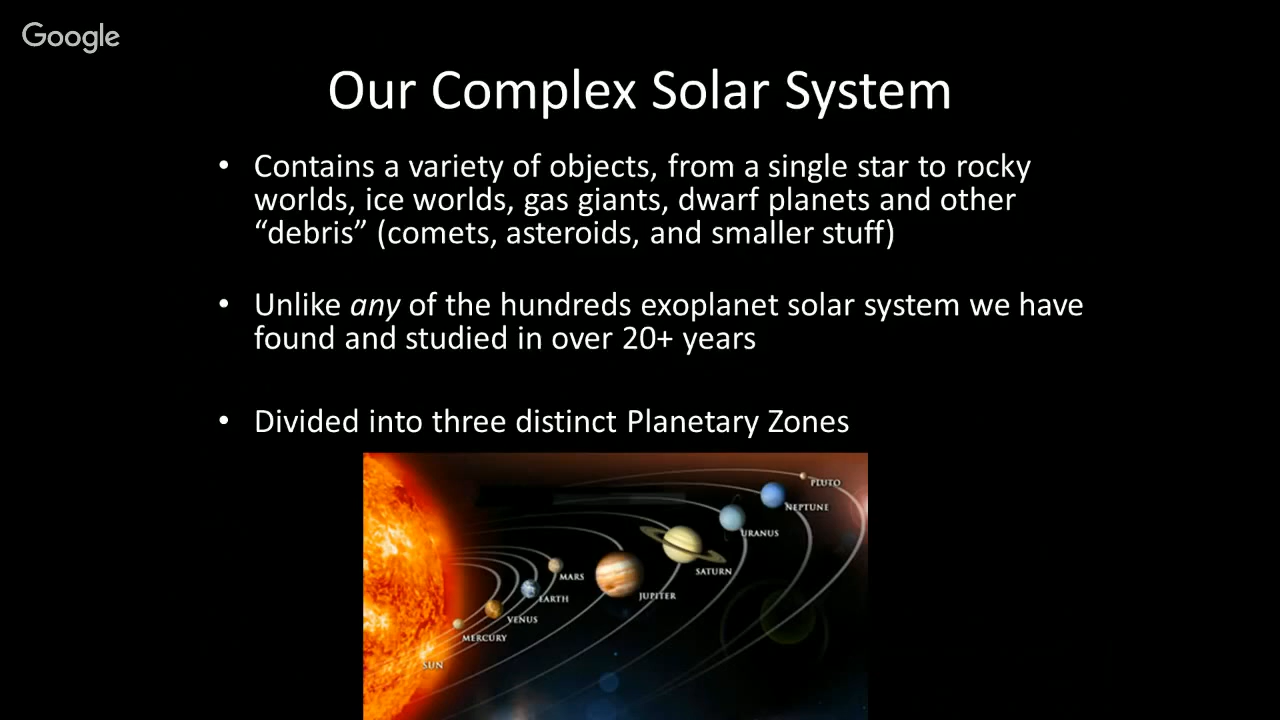 Google
Our Complex Solar System
• Contains a variety of objects, from a single star to rocky
worlds, ice worlds, gas giants, dwarf planets and other
“debris” (comets, asteroids, and smaller stuff)
• Unlike any of the hundreds exoplanet solar system we have
found and studied in over 20+ years
• Divided into three distinct Planetary Zones
PLUTO
NEPTUNE
URANUS
SATURN
MARS
JUPITER
EARTH
VENUS
MERCURY
SUN